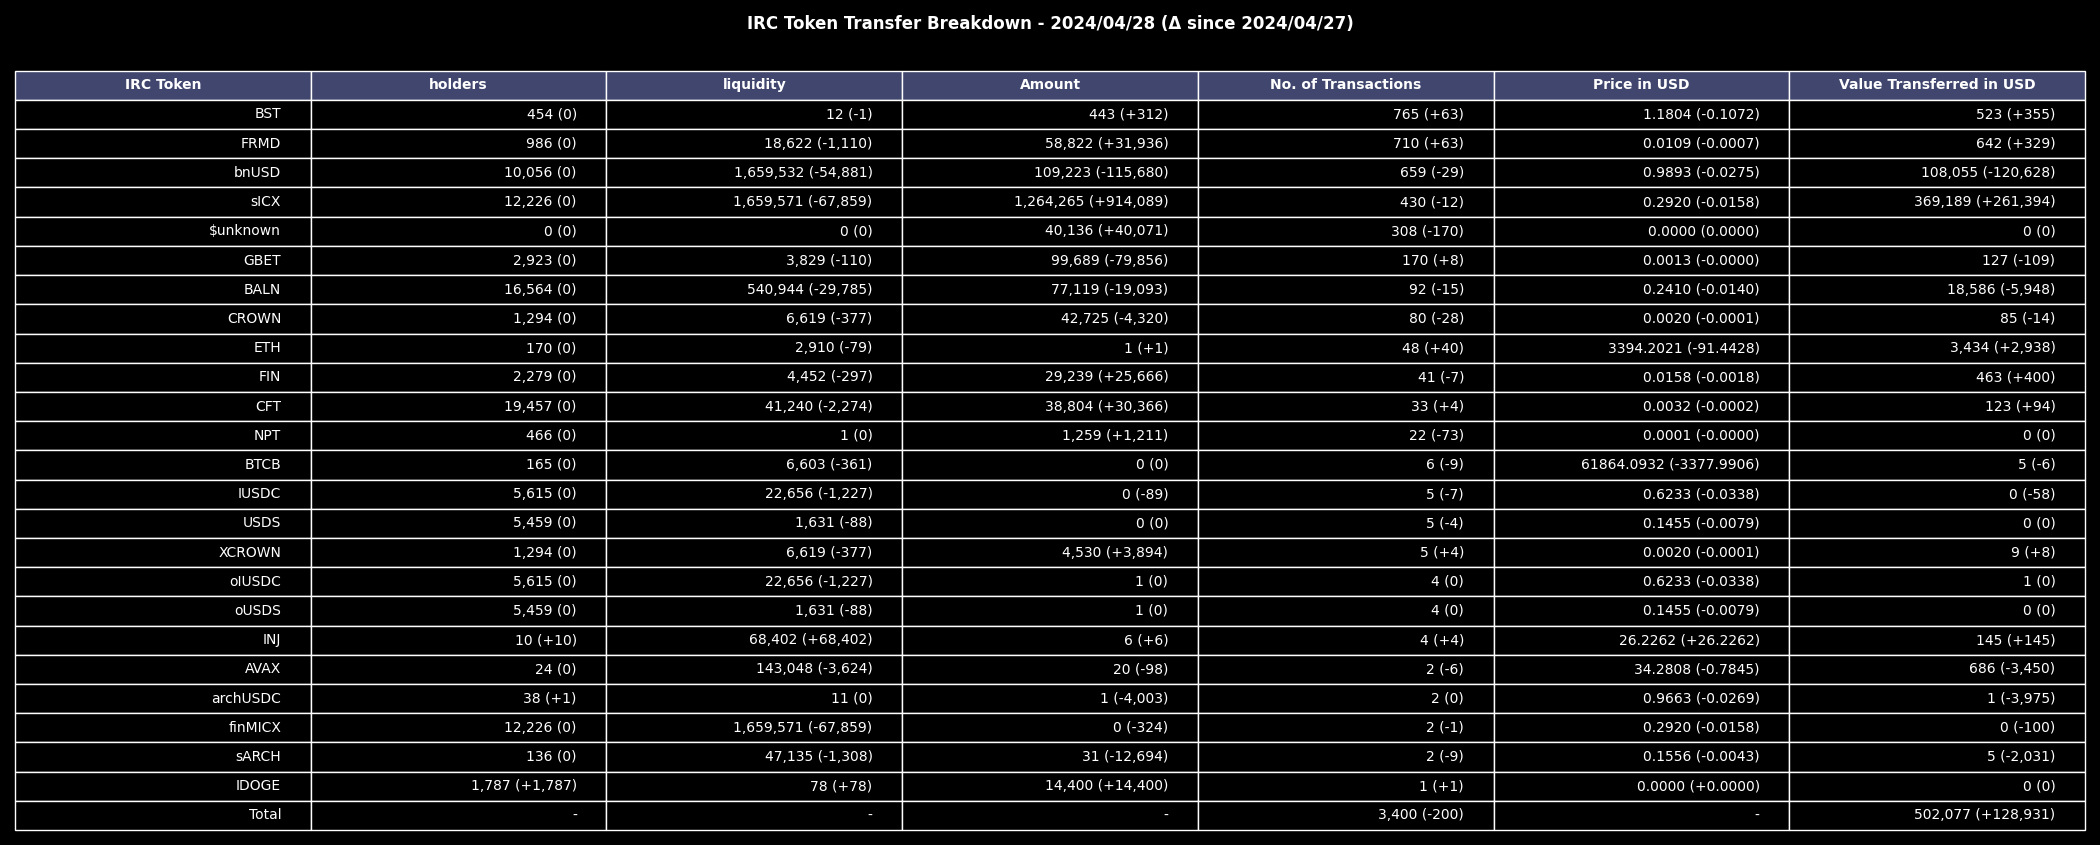 IRC Token Transfer Breakdown - 2024/04/28 (Δ since 2024/04/27)
IRC Token holders liquidity Amount No. of Transactions Price in USD Value Transferred in USD
BST 454 (0) 12 (-1) 443 (+312) 765 (+63) 1.1804 (-0.1072) 523 (+355)
FRMD 986 (0) 18,622 (-1,110) 58,822 (+31,936) 710 (+63) 0.0109 (-0.0007) 642 (+329)
bnUSD 10,056 (0) 1,659,532 (-54,881) 109,223 (-115,680) 659 (-29) 0.9893 (-0.0275) 108,055 (-120,628)
sICX 12,226 (0) 1,659,571 (-67,859) 1,264,265 (+914,089) 430 (-12) 0.2920 (-0.0158) 369,189 (+261,394)
$unknown 0 (0) 0 (0) 40,136 (+40,071) 308 (-170) 0.0000 (0.0000) 0 (0)
GBET 2,923 (0) 3,829 (-110) 99,689 (-79,856) 170 (+8) 0.0013 (-0.0000) 127 (-109)
BALN 16,564 (0) 540,944 (-29,785) 77,119 (-19,093) 92 (-15) 0.2410 (-0.0140) 18,586 (-5,948)
CROWN 1,294 (0) 6,619 (-377) 42,725 (-4,320) 80 (-28) 0.0020 (-0.0001) 85 (-14)
ETH 170 (0) 2,910 (-79) 1 (+1) 48 (+40) 3394.2021 (-91.4428) 3,434 (+2,938)
FIN 2,279 (0) 4,452 (-297) 29,239 (+25,666) 41 (-7) 0.0158 (-0.0018) 463 (+400)
CFT 19,457 (0) 41,240 (-2,274) 38,804 (+30,366) 33 (+4) 0.0032 (-0.0002) 123 (+94)
NPT 466 (0) 1 (0) 1,259 (+1,211) 22 (-73) 0.0001 (-0.0000) 0 (0)
BTCB 165 (0) 6,603 (-361) 0 (0) 6 (-9) 61864.0932 (-3377.9906) 5 (-6)
IUSDC 5,615 (0) 22,656 (-1,227) 0 (-89) 5 (-7) 0.6233 (-0.0338) 0 (-58)
USDS 5,459 (0) 1,631 (-88) 0 (0) 5 (-4) 0.1455 (-0.0079) 0 (0)
XCROWN 1,294 (0) 6,619 (-377) 4,530 (+3,894) 5 (+4) 0.0020 (-0.0001) 9 (+8)
oIUSDC 5,615 (0) 22,656 (-1,227) 1 (0) 4 (0) 0.6233 (-0.0338) 1 (0)
oUSDS 5,459 (0) 1,631 (-88) 1 (0) 4 (0) 0.1455 (-0.0079) 0 (0)
INJ 10 (+10) 68,402 (+68,402) 6 (+6) 4 (+4) 26.2262 (+26.2262) 145 (+145)
AVAX 24 (0) 143,048 (-3,624) 20 (-98) 2 (-6) 34.2808 (-0.7845) 686 (-3,450)
archUSDC 38 (+1) 11 (0) 1 (-4,003) 2 (0) 0.9663 (-0.0269) 1 (-3,975)
finMICX 12,226 (0) 1,659,571 (-67,859) 0 (-324) 2 (-1) 0.2920 (-0.0158) 0 (-100)
sARCH 136 (0) 47,135 (-1,308) 31 (-12,694) 2 (-9) 0.1556 (-0.0043) 5 (-2,031)
IDOGE 1,787 (+1,787) 78 (+78) 14,400 (+14,400) 1 (+1) 0.0000 (+0.0000) 0 (0)
Total - - - 3,400 (-200) - 502,077 (+128,931)